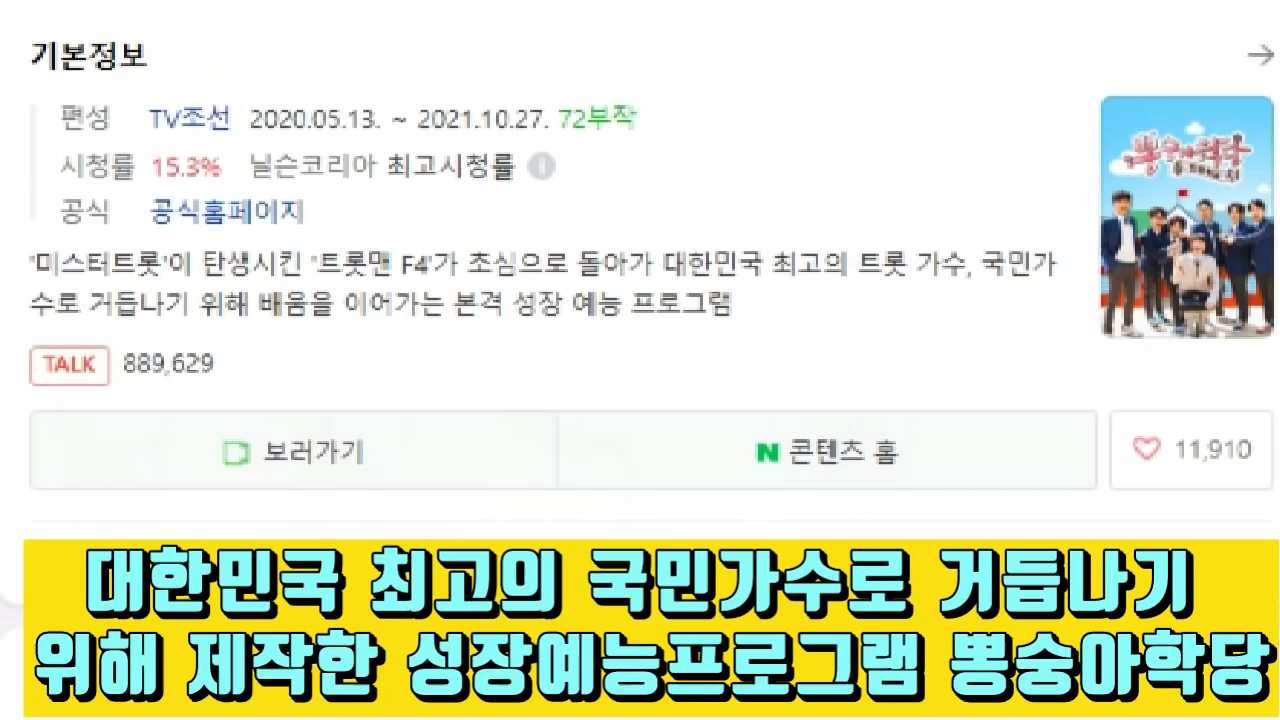 기본정보
편성 TV조선 2020.05.13. ~ 2021.10.27. 72부작
시청률 15.3% 닐슨코리아 최고시청률
공식 공식홈페이지
뽕숭아학당
'미스터트롯'이 탄생시킨 '트롯맨 F4'가 초심으로 돌아가 대한민국 최고의 트롯 가수, 국민가
수로 거듭나기 위해 배움을 이어가는 본격 성장 예능 프로그램
TALK 889,629
보러가기
N 콘텐츠 홈
11,910
대한민국 최고의 국민가수로 거듭나기
위해 제작한 성장예능프로그램 뽕숭아학당